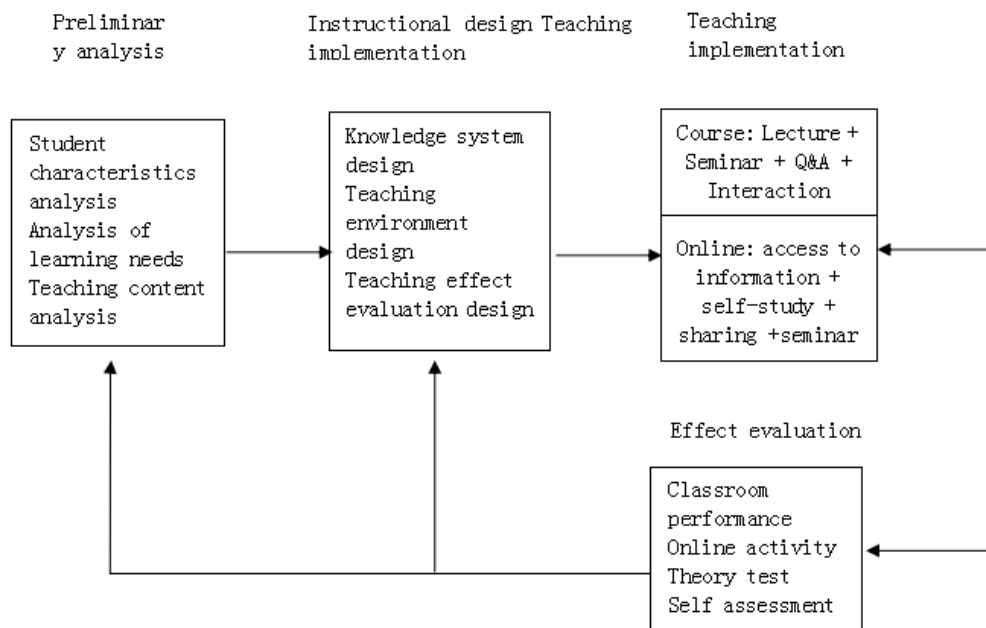 Preliminar
y analysis
Instructional design Teaching
implementation
Teaching
implementation
Student
characteristics
analysis
Analysis of
learning needs
Teaching content
analysis
Knowledge system
design
Teaching
environment
design
Teaching effect
evaluation design
Course: Lecture +
Seminar + Q&A +
Interaction
Online: access to
information +
self-study +
sharing +seminar
Effect evaluation
Classroom
performance
Online activity
Theory test
Self assessment